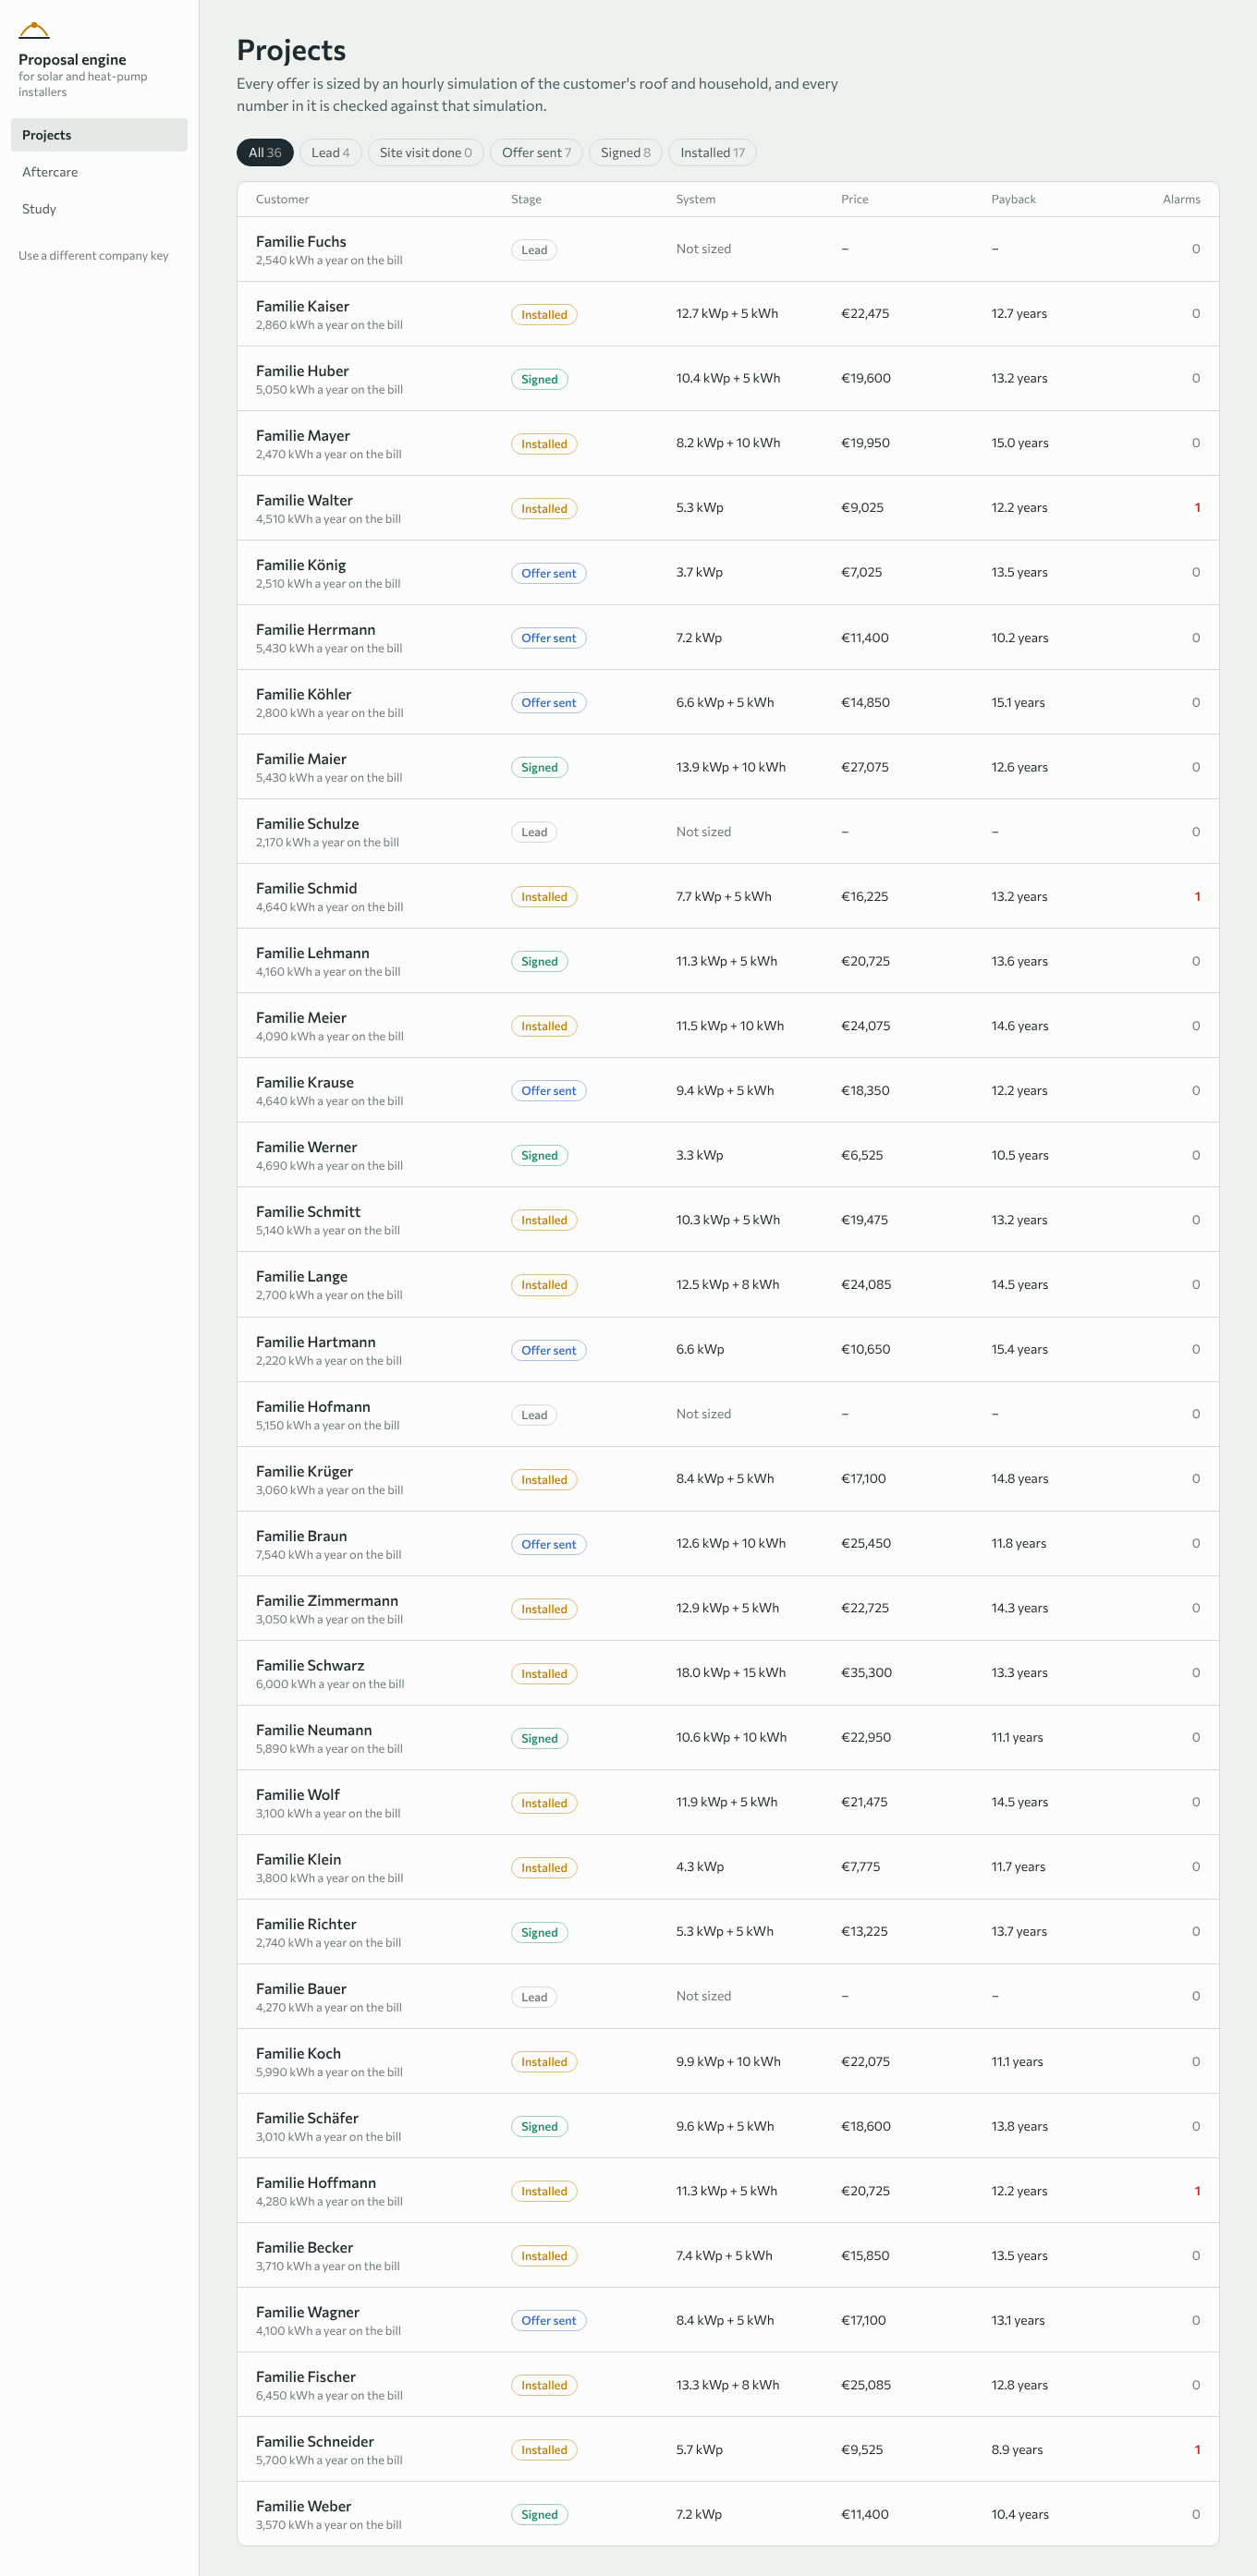 Proposal engine
for solar and heat-pump
installers
Projects
Aftercare
Study
Use a different company key
Projects
Every offer is sized by an hourly simulation of the customer's roof and household, and every
number in it is checked against that simulation.
All 36 Lead 4 Site visit done 0 Offer sent 7 Signed 8 Installed 17
Customer Stage System Price Payback Alarms
Familie Fuchs
2,540 kWh a year on the bill
Lead Not sized – – 0
Familie Kaiser
2,860 kWh a year on the bill
Installed 12.7 kWp + 5 kWh €22,475 12.7 years 0
Familie Huber
5,050 kWh a year on the bill
Signed 10.4 kWp + 5 kWh €19,600 13.2 years 0
Familie Mayer
2,470 kWh a year on the bill
Installed 8.2 kWp + 10 kWh €19,950 15.0 years 0
Familie Walter
4,510 kWh a year on the bill
Installed 5.3 kWp €9,025 12.2 years 1
Familie König
2,510 kWh a year on the bill
Offer sent 3.7 kWp €7,025 13.5 years 0
Familie Herrmann
5,430 kWh a year on the bill
Offer sent 7.2 kWp €11,400 10.2 years 0
Familie Köhler
2,800 kWh a year on the bill
Offer sent 6.6 kWp + 5 kWh €14,850 15.1 years 0
Familie Maier
5,430 kWh a year on the bill
Signed 13.9 kWp + 10 kWh €27,075 12.6 years 0
Familie Schulze
2,170 kWh a year on the bill
Lead Not sized – – 0
Familie Schmid
4,640 kWh a year on the bill
Installed 7.7 kWp + 5 kWh €16,225 13.2 years 1
Familie Lehmann
4,160 kWh a year on the bill
Signed 11.3 kWp + 5 kWh €20,725 13.6 years 0
Familie Meier
4,090 kWh a year on the bill
Installed 11.5 kWp + 10 kWh €24,075 14.6 years 0
Familie Krause
4,640 kWh a year on the bill
Offer sent 9.4 kWp + 5 kWh €18,350 12.2 years 0
Familie Werner
4,690 kWh a year on the bill
Signed 3.3 kWp €6,525 10.5 years 0
Familie Schmitt
5,140 kWh a year on the bill
Installed 10.3 kWp + 5 kWh €19,475 13.2 years 0
Familie Lange
2,700 kWh a year on the bill
Installed 12.5 kWp + 8 kWh €24,085 14.5 years 0
Familie Hartmann
2,220 kWh a year on the bill
Offer sent 6.6 kWp €10,650 15.4 years 0
Familie Hofmann
5,150 kWh a year on the bill
Lead Not sized – – 0
Familie Krüger
3,060 kWh a year on the bill
Installed 8.4 kWp + 5 kWh €17,100 14.8 years 0
Familie Braun
7,540 kWh a year on the bill
Offer sent 12.6 kWp + 10 kWh €25,450 11.8 years 0
Familie Zimmermann
3,050 kWh a year on the bill
Installed 12.9 kWp + 5 kWh €22,725 14.3 years 0
Familie Schwarz
6,000 kWh a year on the bill
Installed 18.0 kWp + 15 kWh €35,300 13.3 years 0
Familie Neumann
5,890 kWh a year on the bill
Signed 10.6 kWp + 10 kWh €22,950 11.1 years 0
Familie Wolf
3,100 kWh a year on the bill
Installed 11.9 kWp + 5 kWh €21,475 14.5 years 0
Familie Klein
3,800 kWh a year on the bill
Installed 4.3 kWp €7,775 11.7 years 0
Familie Richter
2,740 kWh a year on the bill
Signed 5.3 kWp + 5 kWh €13,225 13.7 years 0
Familie Bauer
4,270 kWh a year on the bill
Lead Not sized – – 0
Familie Koch
5,990 kWh a year on the bill
Installed 9.9 kWp + 10 kWh €22,075 11.1 years 0
Familie Schäfer
3,010 kWh a year on the bill
Signed 9.6 kWp + 5 kWh €18,600 13.8 years 0
Familie Hoffmann
4,280 kWh a year on the bill
Installed 11.3 kWp + 5 kWh €20,725 12.2 years 1
Familie Becker
3,710 kWh a year on the bill
Installed 7.4 kWp + 5 kWh €15,850 13.5 years 0
Familie Wagner
4,100 kWh a year on the bill
Offer sent 8.4 kWp + 5 kWh €17,100 13.1 years 0
Familie Fischer
6,450 kWh a year on the bill
Installed 13.3 kWp + 8 kWh €25,085 12.8 years 0
Familie Schneider
5,700 kWh a year on the bill
Installed 5.7 kWp €9,525 8.9 years 1
Familie Weber
3,570 kWh a year on the bill
Signed 7.2 kWp €11,400 10.4 years 0